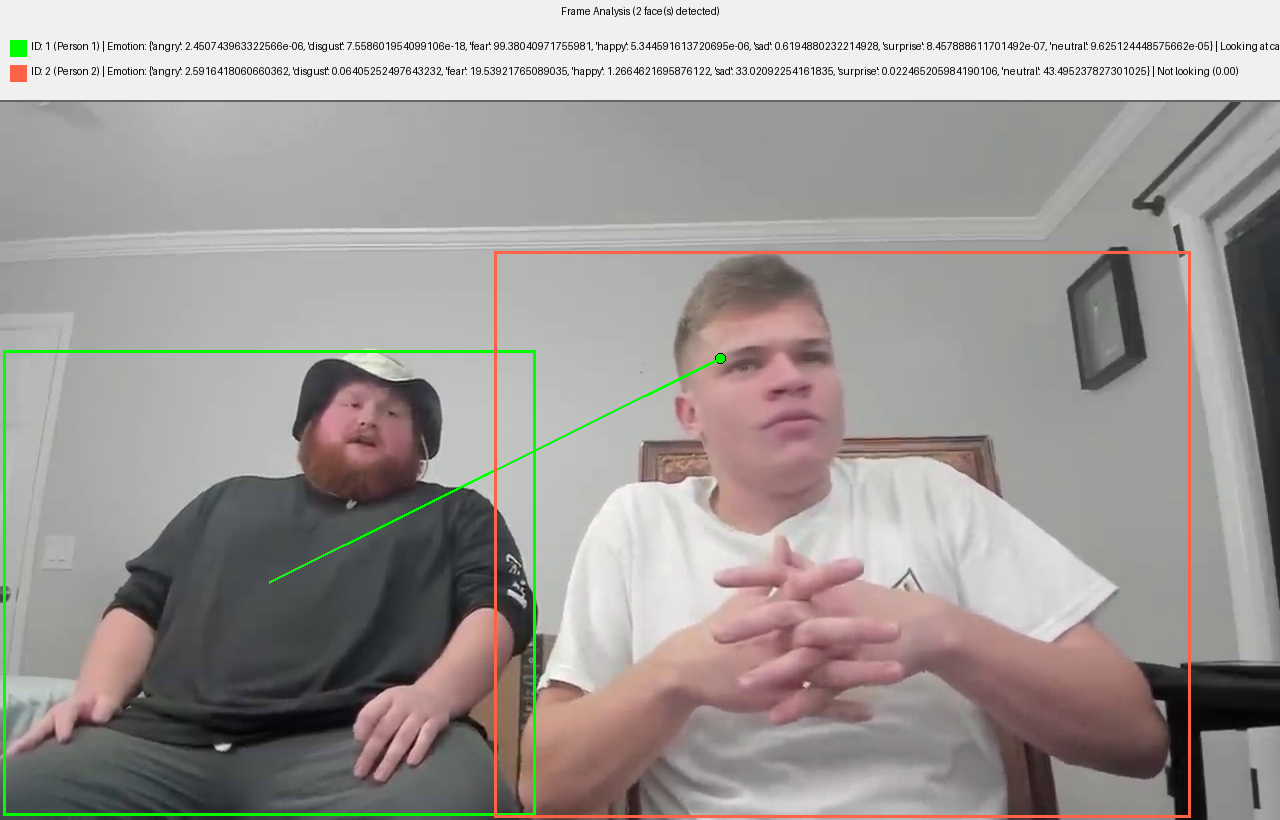 Frame Analysis (2 face(s) detected)
ID: 1 (Person 1) | Emotion: {'angry': 2.450743963322566e-06, 'disgust': 7.558601954099106e-18, 'fear': 99.38040971755981, 'happy': 5.344591613720695e-06, 'sad': 0.6194880232214928, 'surprise': 8.457888611701492e-07, 'neutral': 9.625124448575662e-05} | Looking at ca
ID: 2 (Person 2) | Emotion: {'angry': 2.5916418060660362, 'disgust': 0.06405252497643232, 'fear': 19.53921765089035, 'happy': 1.2664621695876122, 'sad': 33.02092254161835, 'surprise': 0.022465205984190106, 'neutral': 43.495237827301025} | Not looking (0.00)